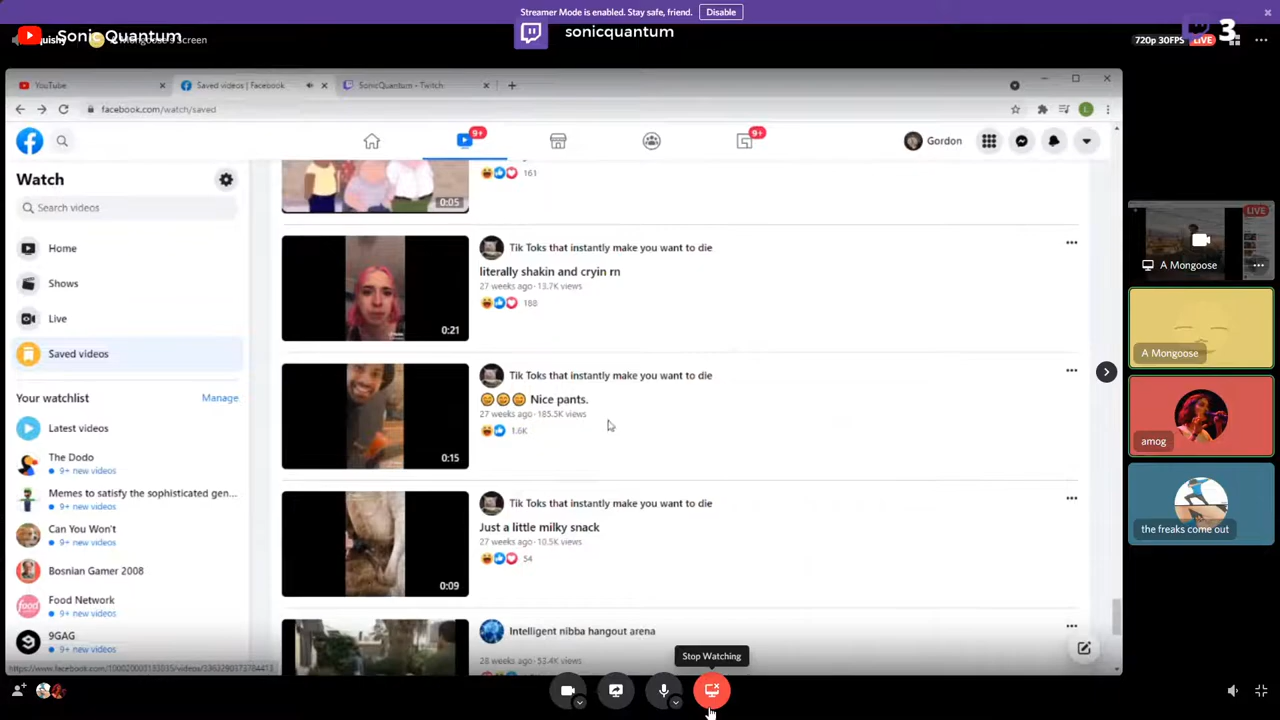 Streamer Mode is enabled. Stay safe, friend.
Disable
Sonic Quantum
sonicquantum
720p 30FPS
LIVE
3
YouTube
Saved videos | Facebook
SonicQuantum - Twitch
facebook.com/watch/saved
L
9+
9+
Gordon
Watch
Search videos
Home
Shows
Live
Saved videos
Your watchlist
Manage
Latest videos
The Dodo
9+ new videos
Memes to satisfy the sophisticated gen...
9+ new videos
Can You Won't
9+ new videos
Bosnian Gamer 2008
food
Food Network
9+ new videos
9GAG
9+ new videos
0:05
161
Tik Toks that instantly make you want to die
literally shakin and cryin rn
27 weeks ago · 13.7K views
188
0:21
Tik Toks that instantly make you want to die
😊😊😊 Nice pants.
27 weeks ago · 185.5K views
1.6K
0:15
Tik Toks that instantly make you want to die
Just a little milky snack
27 weeks ago · 10.5K views
54
0:09
Intelligent nibba hangout arena
28 weeks ago · 53.4K views
LIVE
A Mongoose
A Mongoose
amog
the freaks come out
Stop Watching